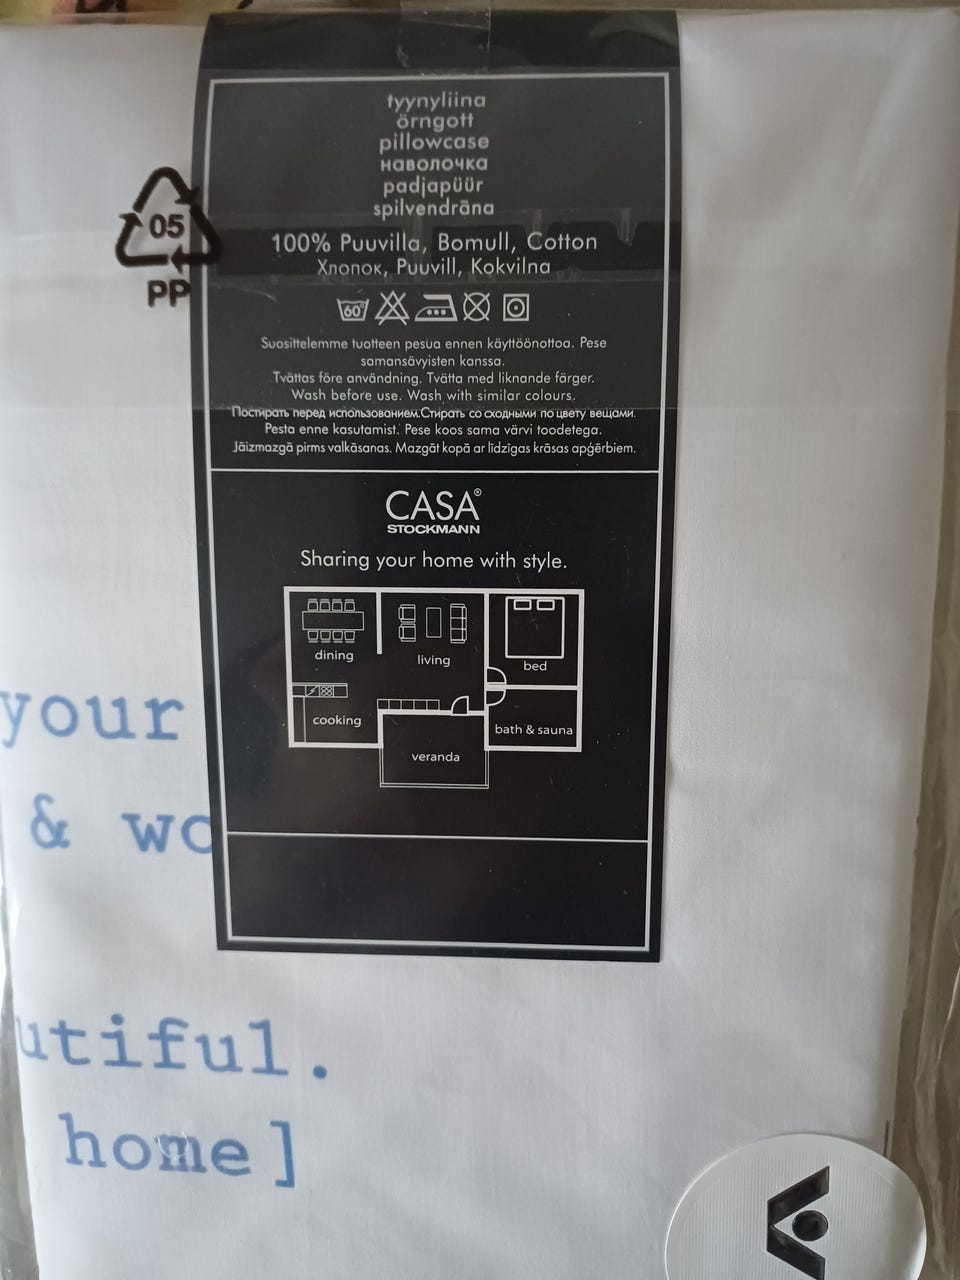 tyynyliina
örngott
pillowcase
наволочка
padjapüür
spilvendrāna
05
PP
100% Puuvilla, Bomull, Cotton
Хлопок, Puuvill, Kokvilna
60°
Suosittelemme tuotteen pesua ennen käyttöönottoa. Pese
samansävyisten kanssa.
Tvättas före användning. Tvätta med liknande färger.
Wash before use. Wash with similar colours.
Постирать перед использованием.Стирать со сходными по цвету вещами.
Pesta enne kasutamist. Pese koos sama värvi toodetega.
Jāizmazgā pirms valkāsanas. Mazgāt kopā ar līdzīgas krāsas apģērbiem.
CASA®
STOCKMANN
Sharing your home with style.
dining
living
bed
cooking
bath & sauna
veranda
your
& wo
utiful.
home]